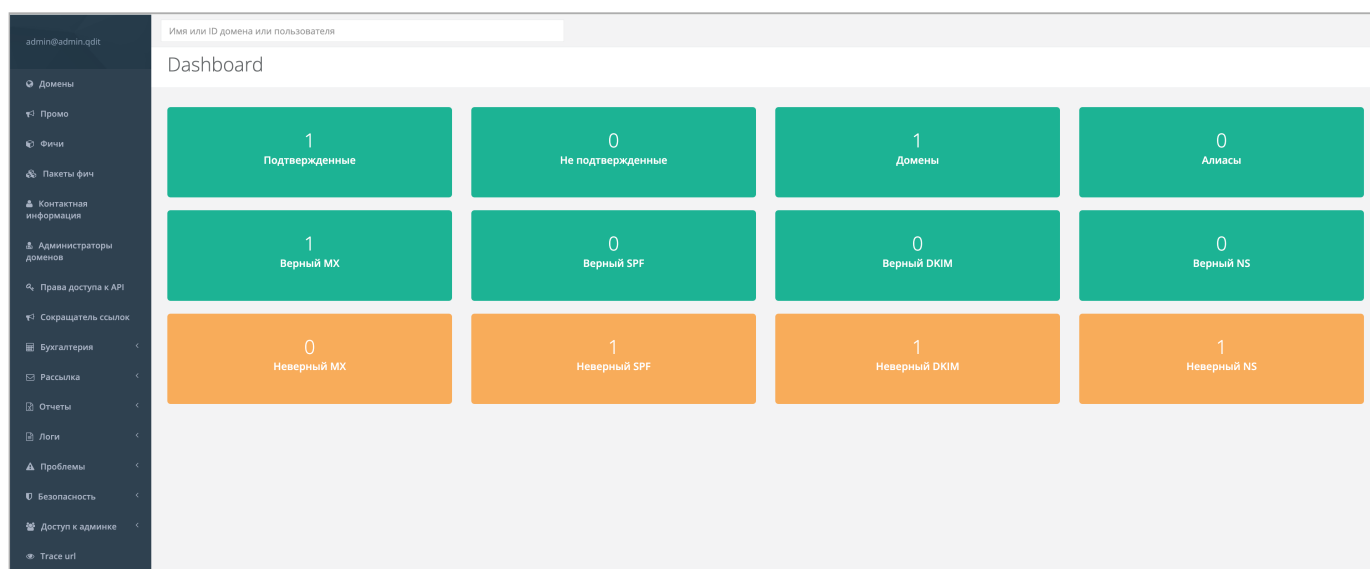 admin@admin.qdit
Имя или ID домена или пользователя
Dashboard
Домены
Промо
Фичи
Пакеты фич
Контактная
информация
Администраторы
доменов
Права доступа к API
Сокращатель ссылок
Бухгалтерия
Рассылка
Отчеты
Логи
Проблемы
Безопасность
Доступ к админке
Trace url
1
Подтвержденные
0
Не подтвержденные
1
Домены
0
Алиасы
1
Верный MX
0
Верный SPF
0
Верный DKIM
0
Верный NS
0
Неверный MX
1
Неверный SPF
1
Неверный DKIM
1
Неверный NS